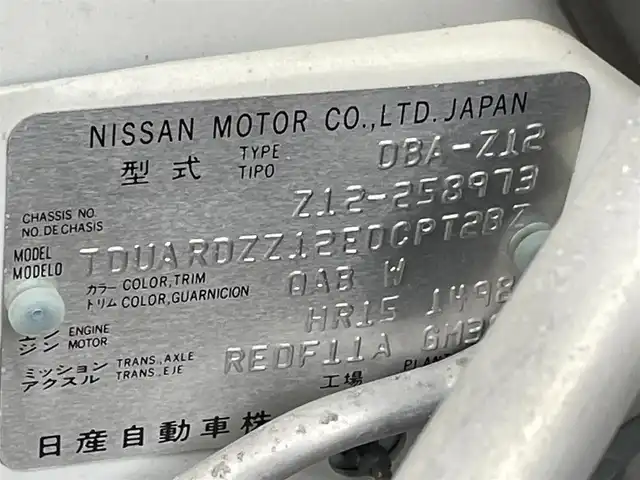 NISSAN MOTOR CO.,LTD.JAPAN
型式 TYPE TIPO DBA-Z12
CHASSIS NO. NO. DE CHASIS Z12-258973
MODEL MODELO TDUARDZZ12EDCPT2BZ
カラー COLOR,TRIM トリム COLOR,GUARNICION QAB W
ジン ENGINE MOTOR HR15 1498
ミッション アクスル TRANS.,AXLE TRANS.,EJE RE0F11A
工場
日産自動車株